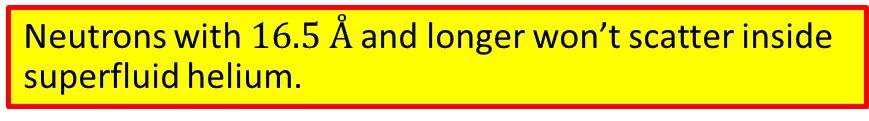 Neutrons with 16.5 Å and longer won’t scatter inside
superfluid helium.